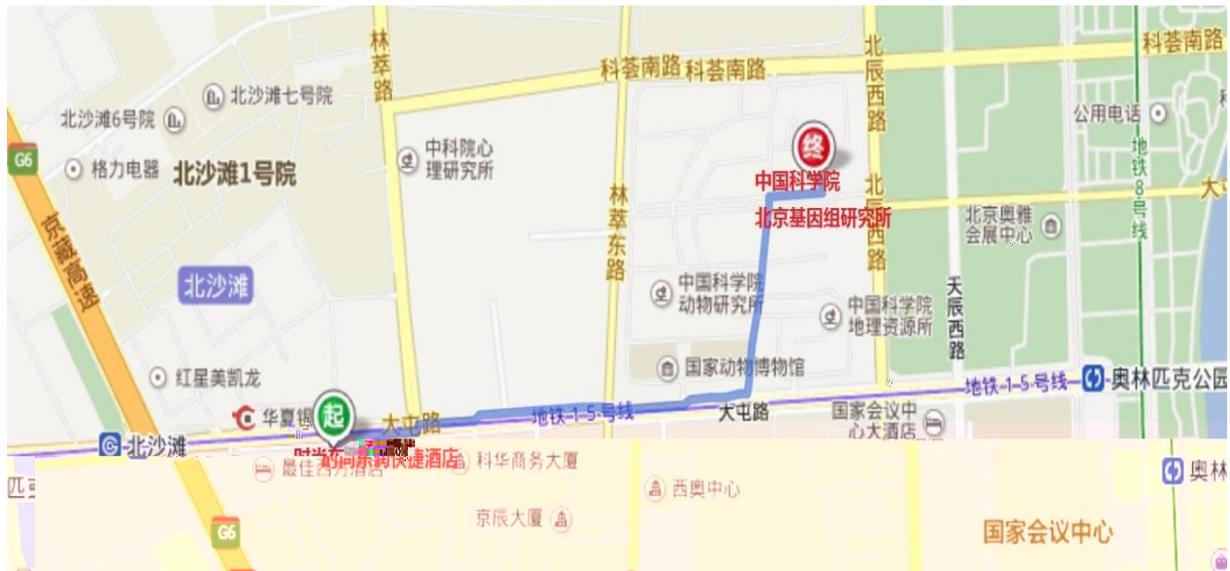 林萃路
科荟南路
科荟南路
科荟南路
北辰西路
北沙滩七号院
北沙滩6号院
公用电话
G6
格力电器
北沙滩1号院
中科院心
理研究所
终
地铁8号线
中国科学院
北京基因组研究所
北辰西路
林萃东路
京藏高速
北京奥雅
会展中心
北沙滩
中国科学院
动物研究所
中国科学院
地理资源所
天辰西路
国家动物博物馆
红星美凯龙
地铁15号线
奥林匹克公园
华夏银
起
大屯路
地铁15号线
大屯路
国家会议中
心大酒店
北沙滩
快捷酒店
科华商务大厦
西奥中心
奥林
京辰大厦
G6
国家会议中心